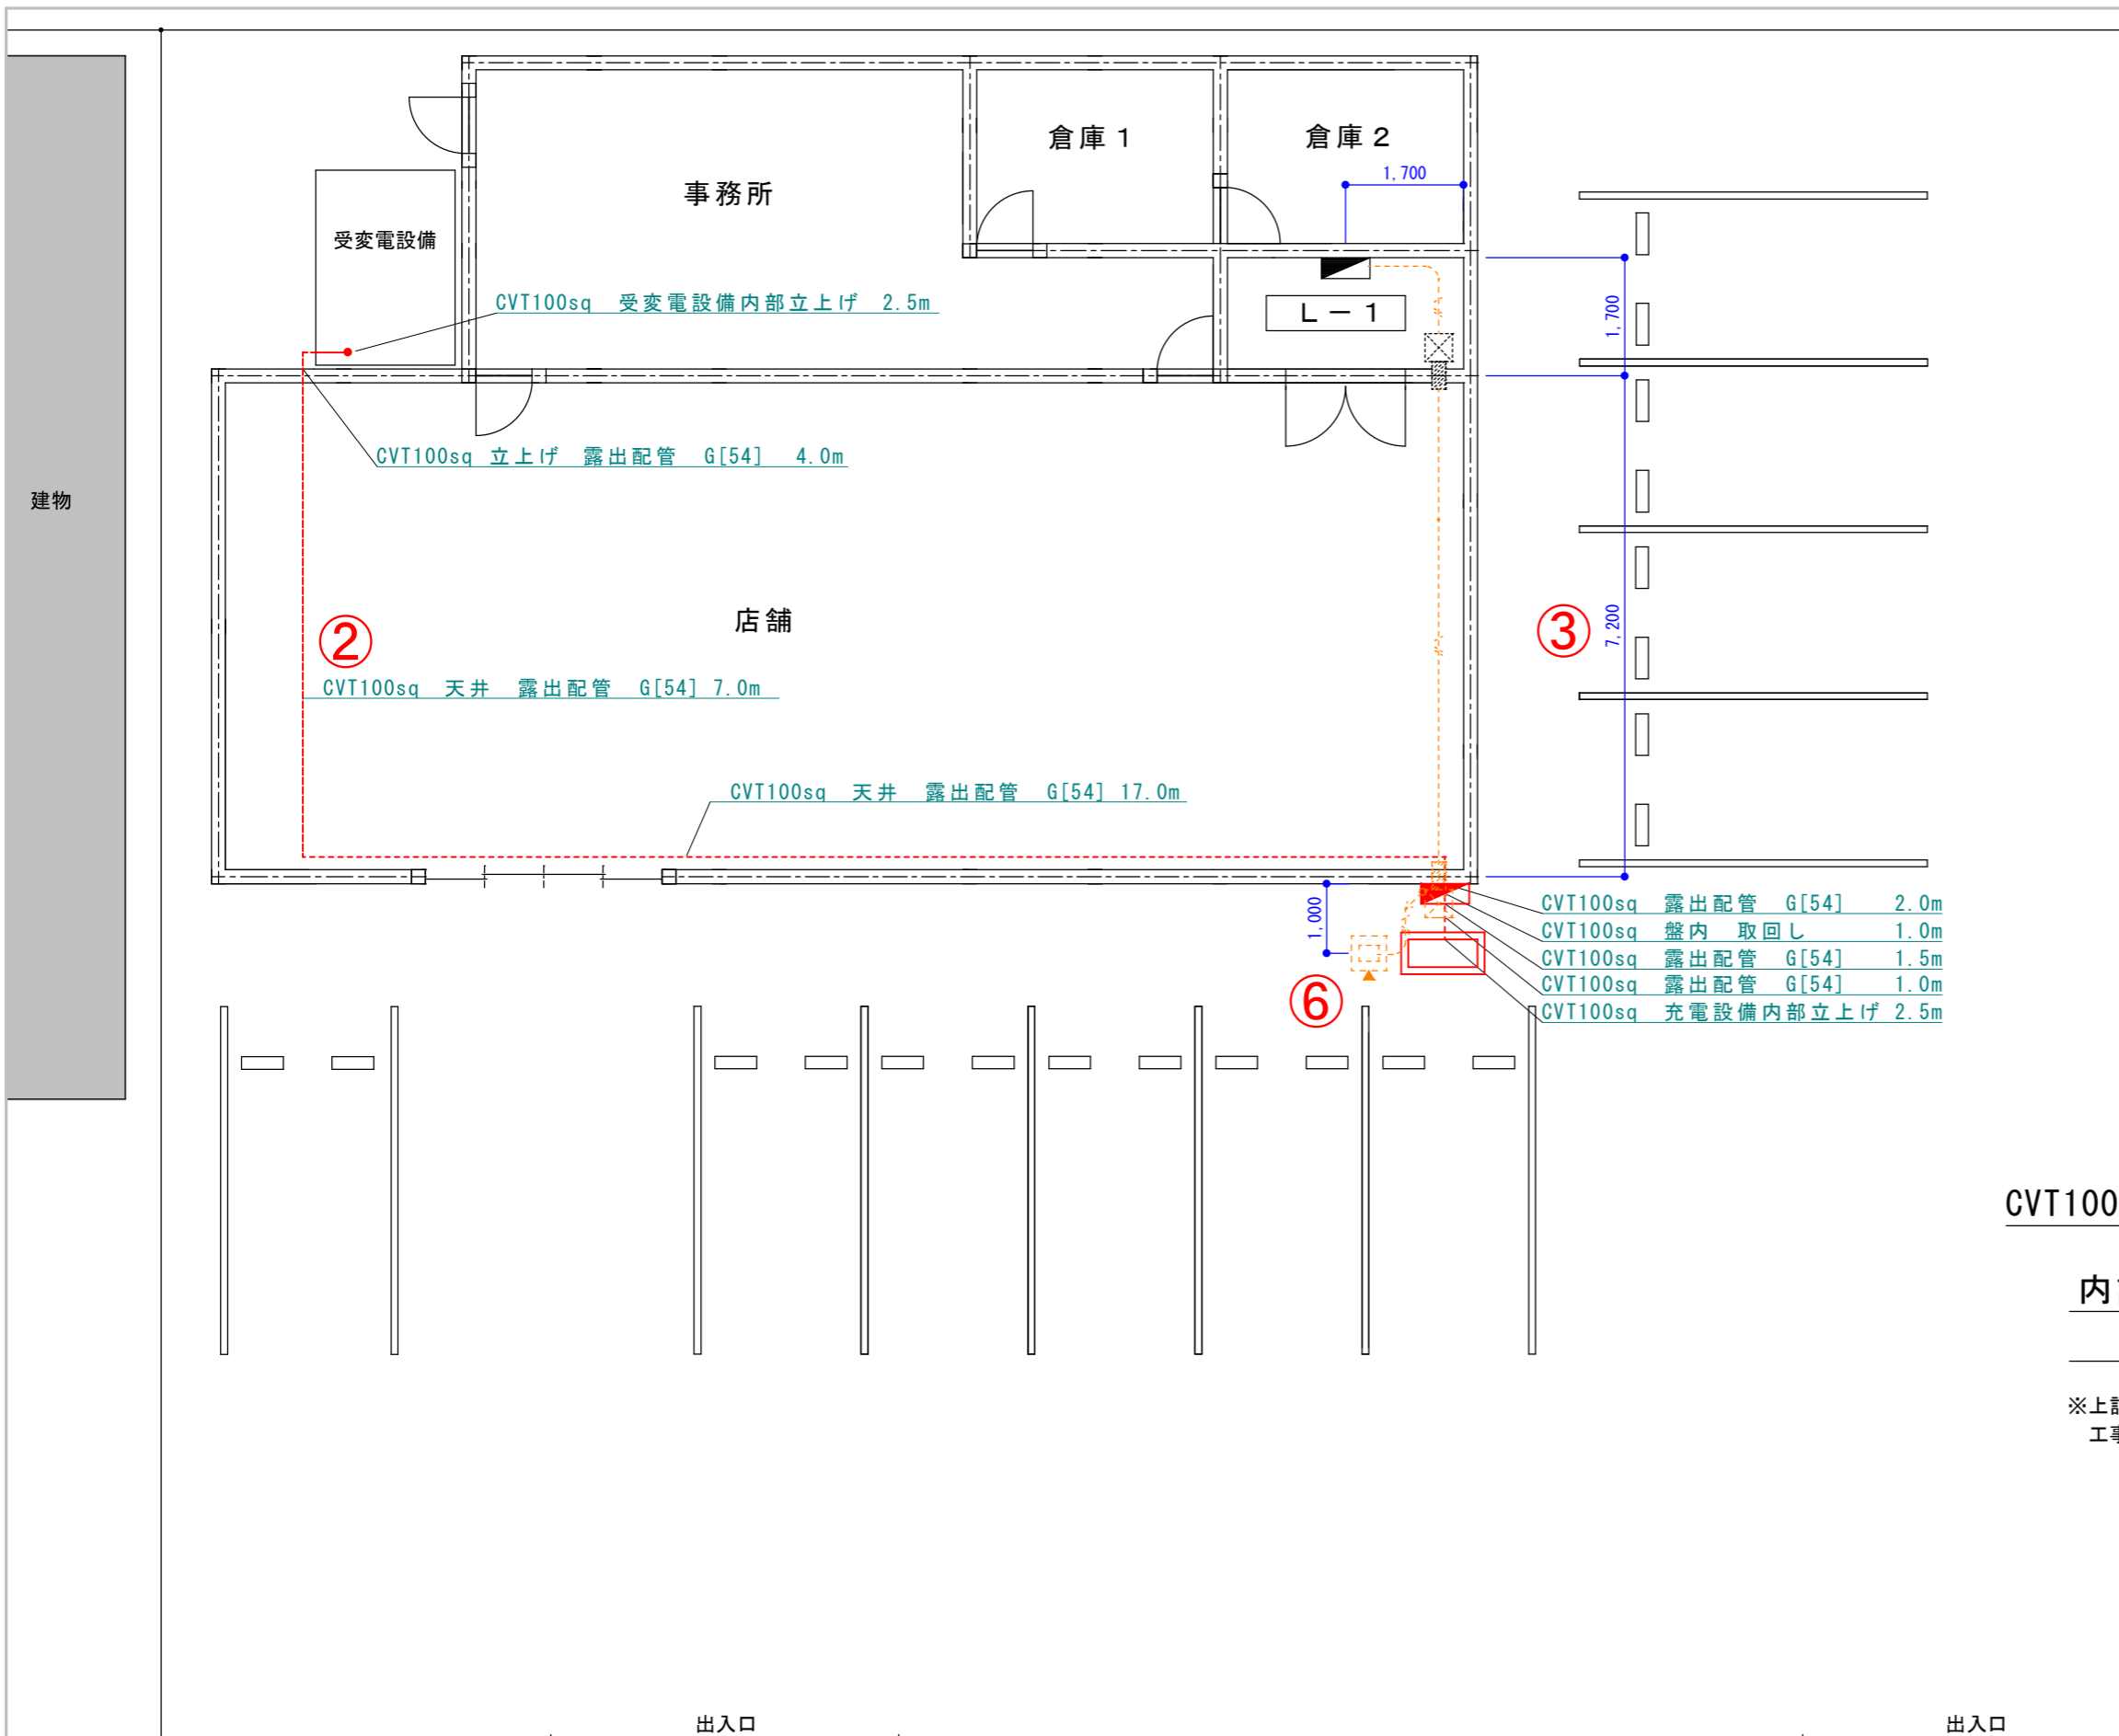 倉庫１
倉庫２
1,700
事務所
受変電設備
CVT100sq 受変電設備内部立上げ 2.5m
L－1
1,700
CVT100sq 立上げ 露出配管 G[54] 4.0m
建物
店舗
②
③
7,200
CVT100sq 天井 露出配管 G[54] 7.0m
CVT100sq 天井 露出配管 G[54] 17.0m
1,000
CVT100sq 露出配管 G[54] 2.0m
CVT100sq 盤内 取回し 1.0m
CVT100sq 露出配管 G[54] 1.5m
CVT100sq 露出配管 G[54] 1.0m
CVT100sq 充電設備内部立上げ 2.5m
⑥
CVT100
内
※上記
工事
出入口
出入口